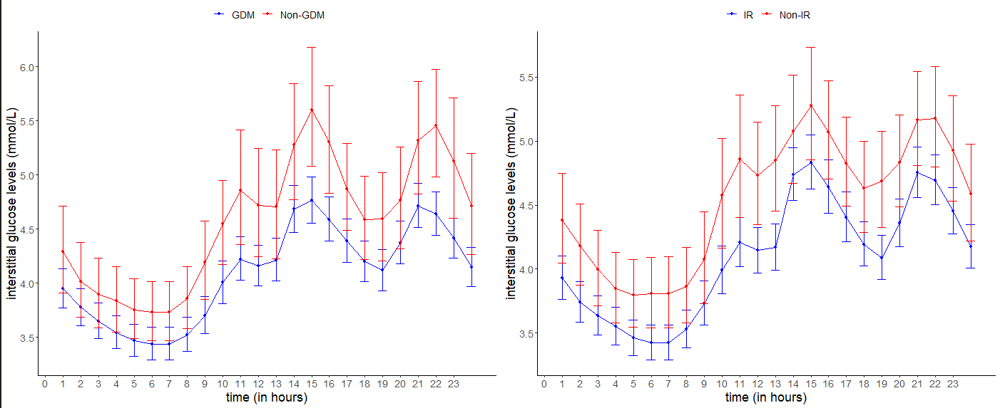 GDM Non-GDM
interstitial glucose levels (mmol/L)
6.0
5.5
5.0
4.5
4.0
3.5
0 1 2 3 4 5 6 7 8 9 10 11 12 13 14 15 16 17 18 19 20 21 22 23
time (in hours)
IR Non-IR
interstitial glucose levels (mmol/L)
5.5
5.0
4.5
4.0
3.5
0 1 2 3 4 5 6 7 8 9 10 11 12 13 14 15 16 17 18 19 20 21 22 23
time (in hours)